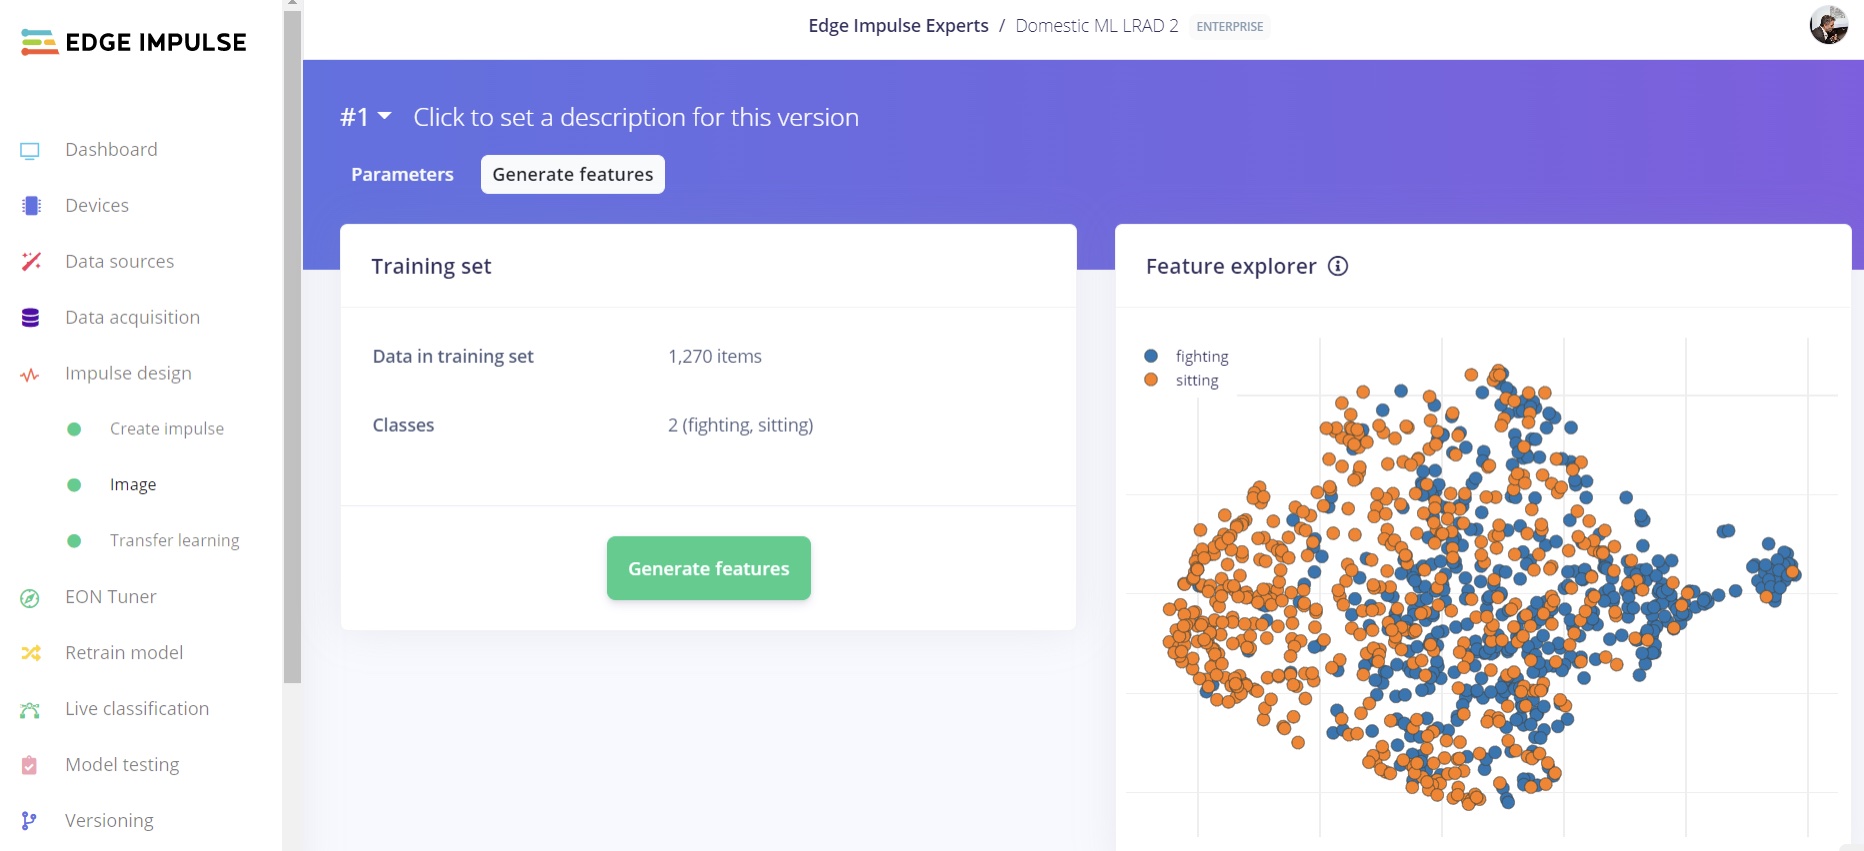 EDGE IMPULSE
Edge Impulse Experts / Domestic ML LRAD 2 ENTERPRISE
Dashboard
Devices
Data sources
Data acquisition
Impulse design
Create impulse
Image
Transfer learning
EON Tuner
Retrain model
Live classification
Model testing
Versioning
#1 Click to set a description for this version
Parameters Generate features
Training set
Data in training set 1,270 items
Classes 2 (fighting, sitting)
Generate features
Feature explorer
fighting
sitting